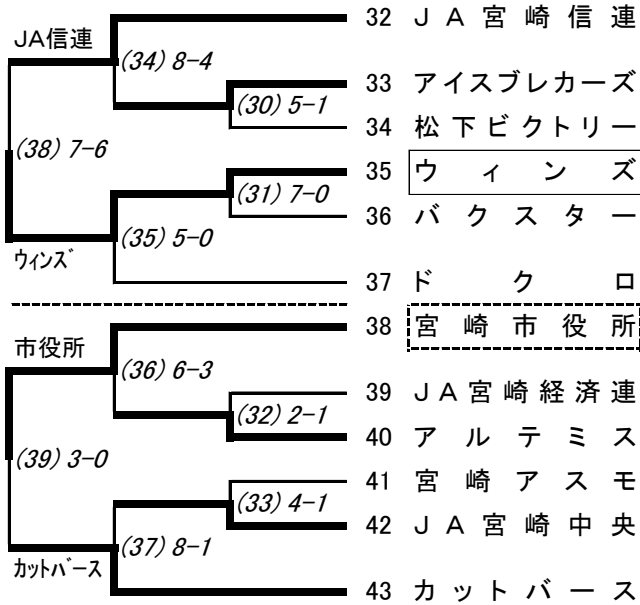 32 JA宮崎信連
JA信連
(34) 8-4
33 アイスブレカーズ
(30) 5-1
34 松下ビクトリー
(38) 7-6
35 ウィンズ
(31) 7-0
36 バクスター
(35) 5-0
ウィンズ
37 ドクロ
38 宮崎市役所
市役所
(36) 6-3
39 JA宮崎経済連
(32) 2-1
40 アルテミス
(39) 3-0
41 宮崎アスモ
(33) 4-1
42 JA宮崎中央
(37) 8-1
カットバース
43 カットバース